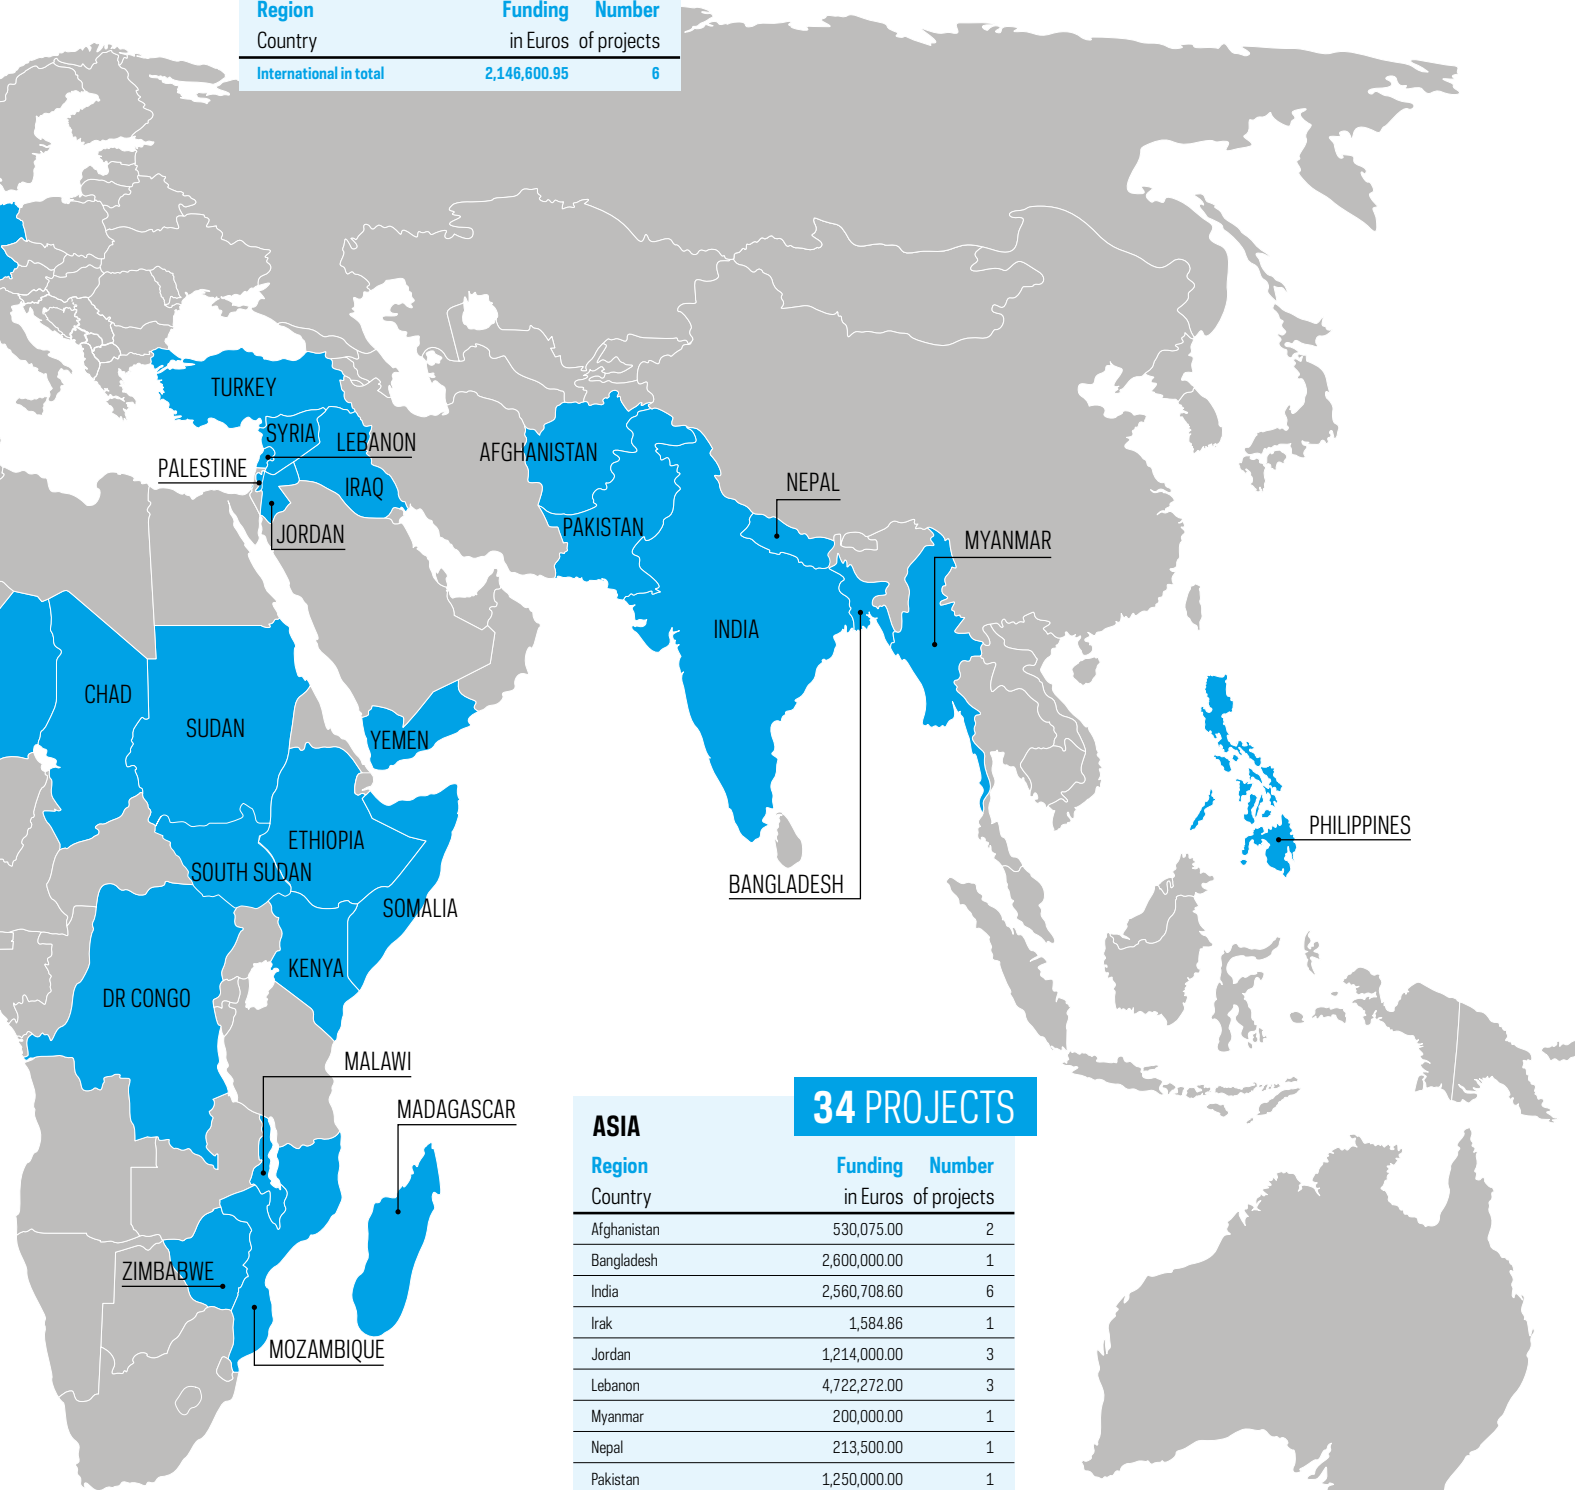 Region Funding Number
Country in Euros of projects
International in total 2,146,600.95 6
TURKEY
SYRIA
LEBANON
PALESTINE
IRAQ
JORDAN
AFGHANISTAN
PAKISTAN
NEPAL
MYANMAR
INDIA
CHAD
SUDAN
YEMEN
ETHIOPIA
SOUTH SUDAN
SOMALIA
BANGLADESH
PHILIPPINES
KENYA
DR CONGO
MALAWI
MADAGASCAR
ZIMBABWE
MOZAMBIQUE
34 PROJECTS
ASIA
Region Funding Number
Country in Euros of projects
Afghanistan 530,075.00 2
Bangladesh 2,600,000.00 1
India 2,560,708.60 6
Irak 1,584.86 1
Jordan 1,214,000.00 3
Lebanon 4,722,272.00 3
Myanmar 200,000.00 1
Nepal 213,500.00 1
Pakistan 1,250,000.00 1